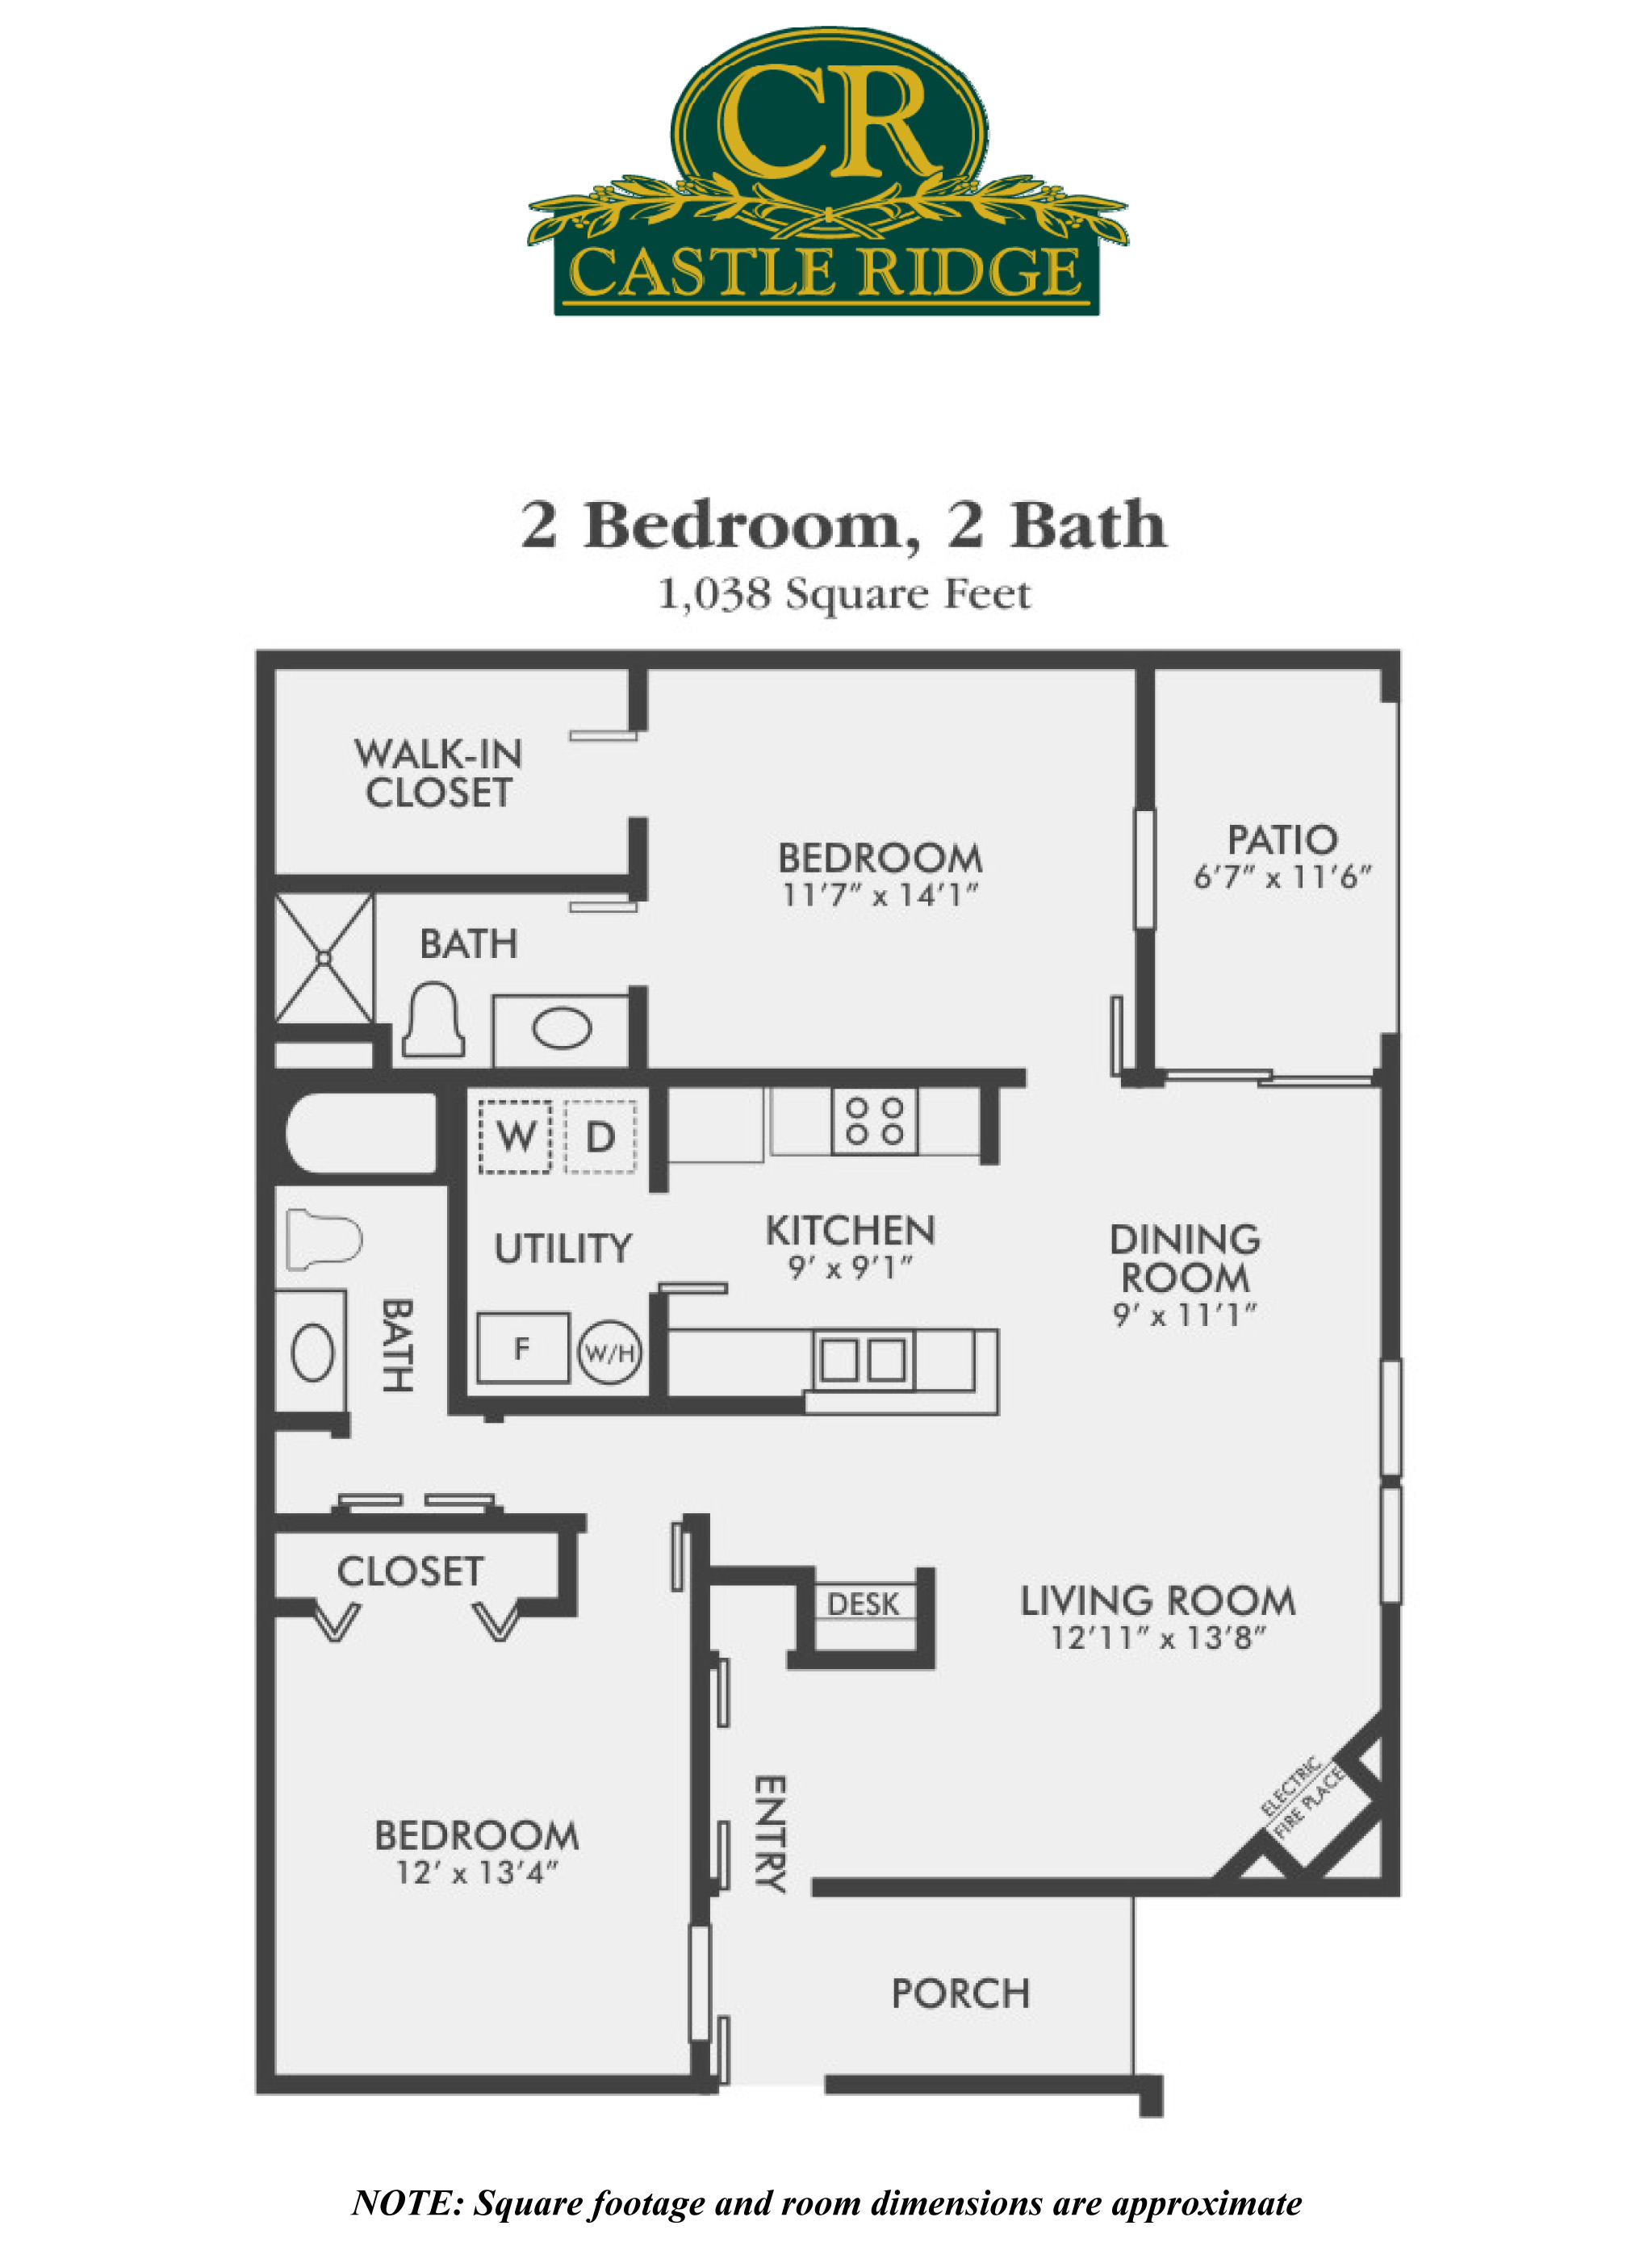 CR
CASTLE RIDGE
2 Bedroom, 2 Bath
1,038 Square Feet
WALK-IN
CLOSET
BEDROOM
11'7" x 14'1"
PATIO
6'7" x 11'6"
BATH
W
D
UTILITY
F
W/H
KITCHEN
9' x 9'1"
DINING
ROOM
9' x 11'1"
BATH
CLOSET
DESK
LIVING ROOM
12'11" x 13'8"
ELECTRIC
FIRE PLACE
ENTRY
BEDROOM
12' x 13'4"
PORCH
NOTE: Square footage and room dimensions are approximate